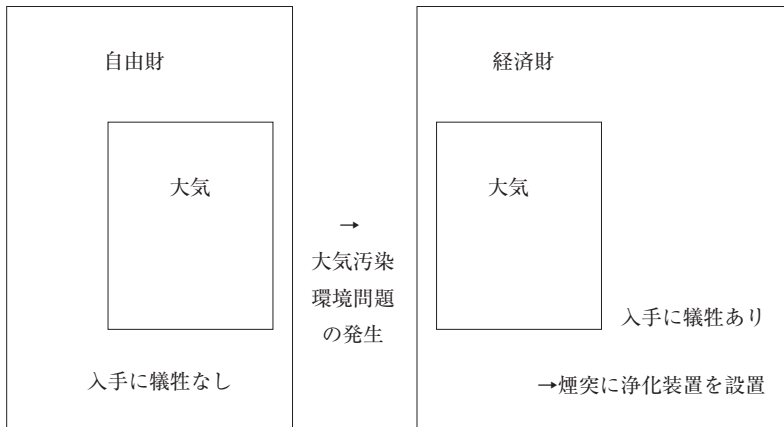 自由財
大気
入手に犠牲なし
→
大気汚染
環境問題
の発生
経済財
大気
入手に犠牲あり
→煙突に浄化装置を設置